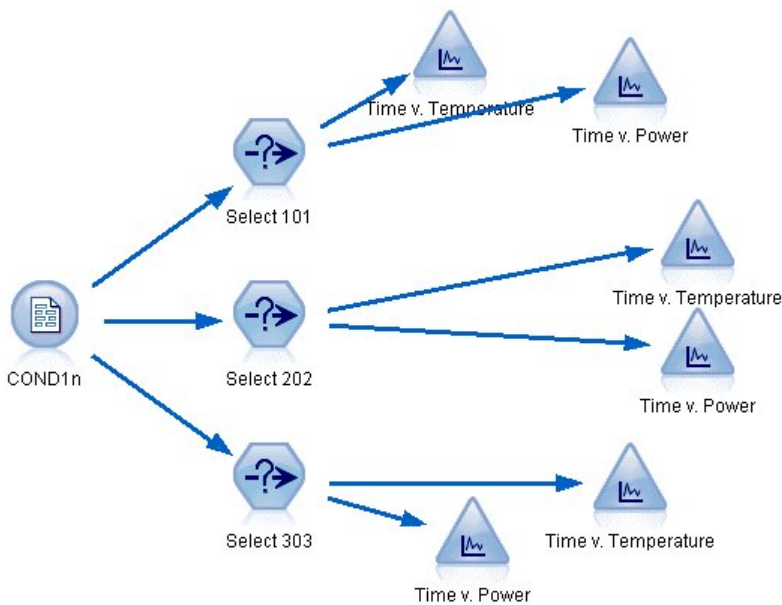 Time v. Temperature
Time v. Power
Select 101
Time v. Temperature
COND1n
Select 202
Time v. Power
Select 303
Time v. Temperature
Time v. Power